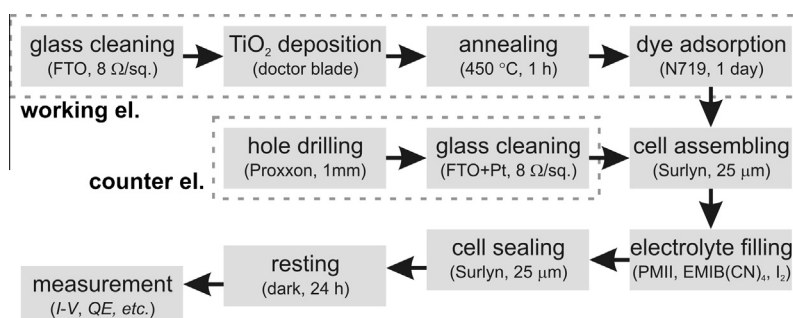 glass cleaning
(FTO, 8 Ω/sq.)
TiO₂ deposition
(doctor blade)
annealing
(450 °C, 1 h)
dye adsorption
(N719, 1 day)
working el.
hole drilling
(Proxxon, 1mm)
glass cleaning
(FTO+Pt, 8 Ω/sq.)
cell assembling
(Surlyn, 25 μm)
counter el.
electrolyte filling
(PMII, EMIB(CN)₄, I₂)
cell sealing
(Surlyn, 25 μm)
resting
(dark, 24 h)
measurement
(I-V, QE, etc.)